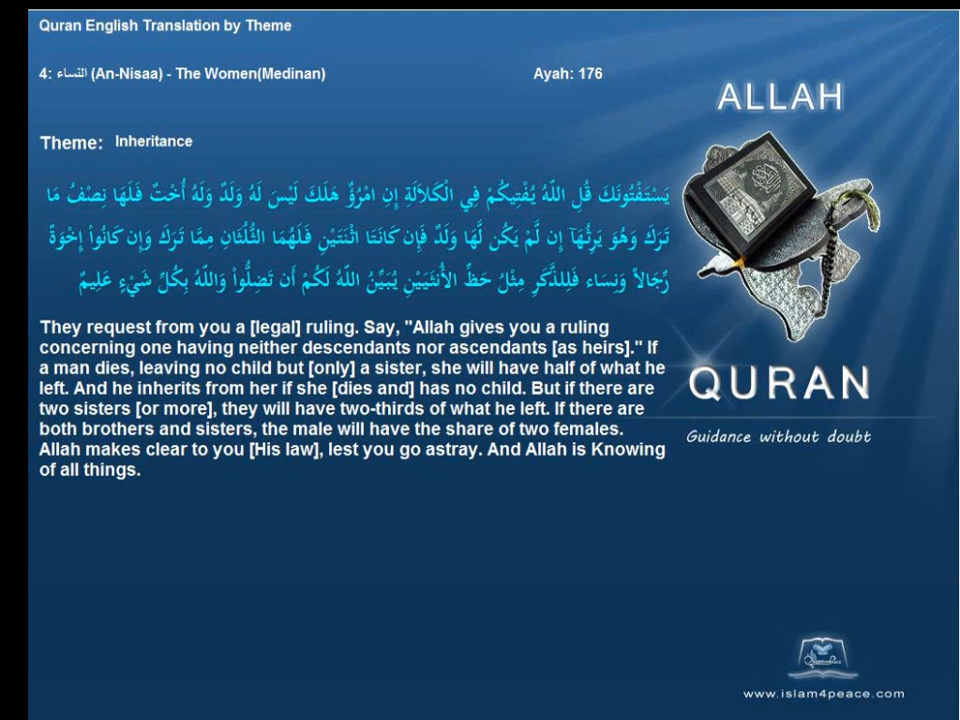 Quran English Translation by Theme
4: النساء (An-Nisaa) - The Women(Medinan) Ayah: 176
ALLAH
Theme: Inheritance
يَسْتَفْتُونَكَ قُلِ اللّهُ يُفْتِيكُمْ فِي الْكَلاَلَةِ إِنِ امْرُؤٌ هَلَكَ لَيْسَ لَهُ وَلَدٌ وَلَهُ أُخْتٌ فَلَهَا نِصْفُ مَا
تَرَكَ وَهُوَ يَرِثُهَآ إِن لَّمْ يَكُن لَّهَا وَلَدٌ فَإِن كَانَتَا اثْنَتَيْنِ فَلَهُمَا الثُّلُثَانِ مِمَّا تَرَكَ وَإِن كَانُواْ إِخْوَةً
رِّجَالاً وَنِسَاء فَلِلذَّكَرِ مِثْلُ حَظِّ الأُنثَيَيْنِ يُبَيِّنُ اللّهُ لَكُمْ أَن تَضِلُّواْ وَاللّهُ بِكُلِّ شَيْءٍ عَلِيمٌ
They request from you a [legal] ruling. Say, "Allah gives you a ruling
concerning one having neither descendants nor ascendants [as heirs]." If
a man dies, leaving no child but [only] a sister, she will have half of what he
left. And he inherits from her if she [dies and] has no child. But if there are
two sisters [or more], they will have two-thirds of what he left. If there are
both brothers and sisters, the male will have the share of two females.
Allah makes clear to you [His law], lest you go astray. And Allah is Knowing
of all things.
QURAN
Guidance without doubt
www.islam4peace.com